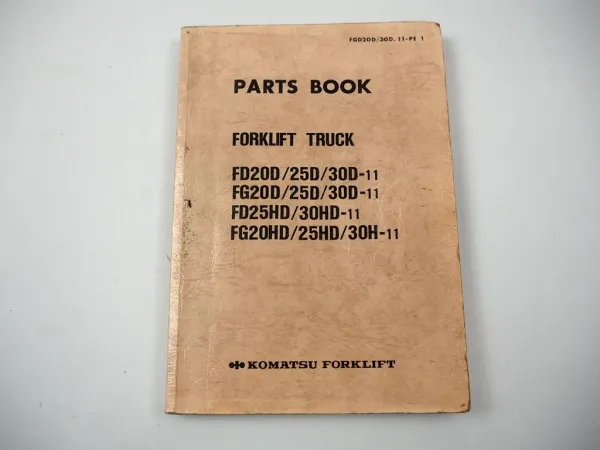 FGD20D/30D.11-PE 1
PARTS BOOK
FORKLIFT TRUCK
FD20D/25D/30D-11
FG20D/25D/30D-11
FD25HD/30HD-11
FG20HD/25HD/30H-11
KOMATSU FORKLIFT